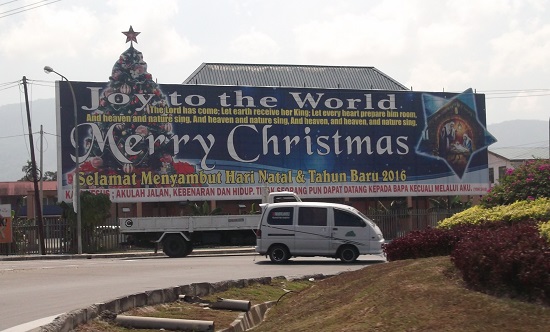 Joy to the World
The Lord has come; Let earth receive her King; Let every heart prepare him room,
And heaven and nature sing, And heaven and nature sing, And heaven, and heaven, and nature sing.
Merry Christmas
Selamat Menyambut Hari Natal & Tahun Baru 2016
AKULAH JALAN, KEBENARAN DAN HIDUP. TIADA SEORANG PUN DAPAT DATANG KEPADA BAPA KECUALI MELALUI AKU.